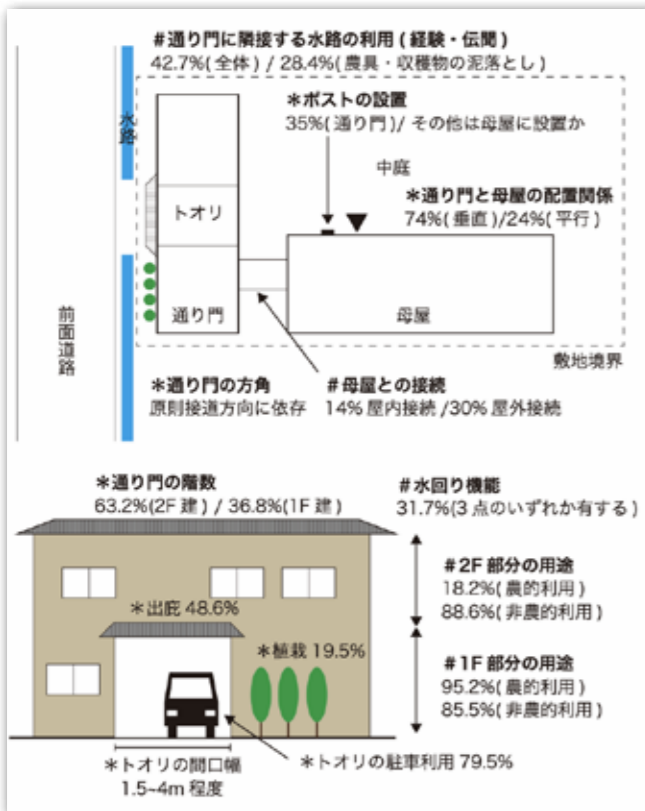 #通り門に隣接する水路の利用 ( 経験・伝聞 )
42.7%( 全体 ) / 28.4%( 農具・収穫物の泥落とし )
水路
*ポストの設置
35%( 通り門 )/ その他は母屋に設置か
中庭
*通り門と母屋の配置関係
74%( 垂直 )/24%( 平行 )
トオリ
通り門
母屋
前面道路
敷地境界
*通り門の方角
原則接道方向に依存
#母屋との接続
14% 屋内接続 /30% 屋外接続
*通り門の階数
63.2%(2F 建 ) / 36.8%(1F 建 )
#水回り機能
31.7%(3 点のいずれか有する )
#2F 部分の用途
18.2%( 農的利用 )
88.6%( 非農的利用 )
*出庇 48.6%
*植栽 19.5%
#1F 部分の用途
95.2%( 農的利用 )
85.5%( 非農的利用 )
*トオリの間口幅
1.5~4m 程度
*トオリの駐車利用 79.5%